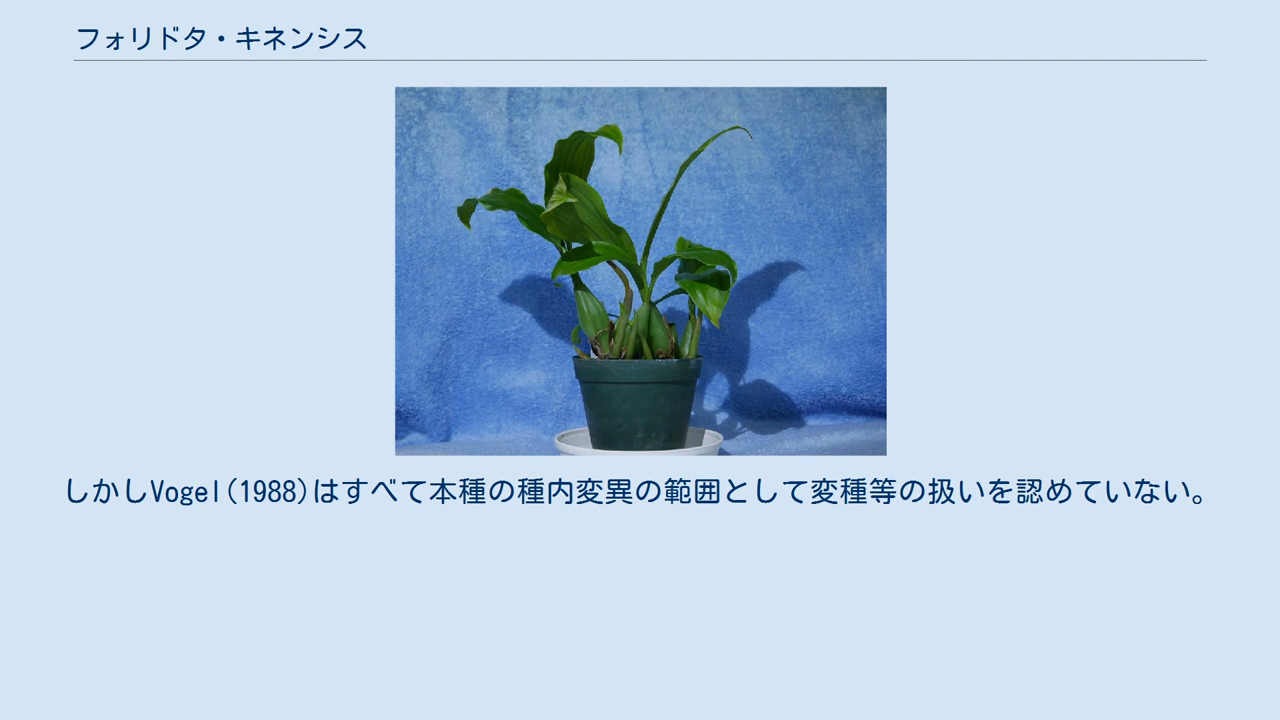 フォリドタ・キネンシス
しかしVogel(1988)はすべて本種の種内変異の範囲として変種等の扱いを認めていない。